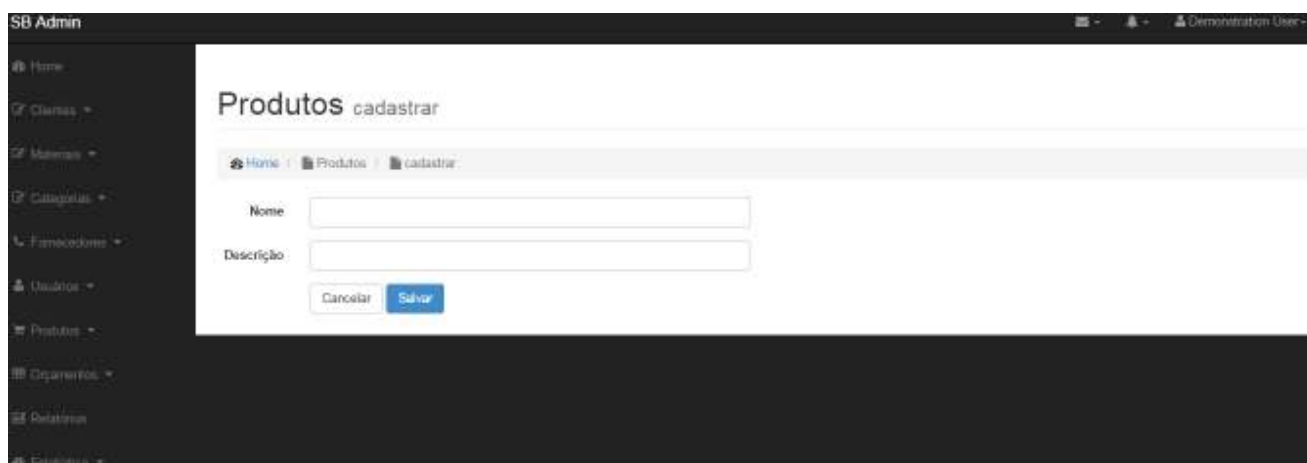 SB Admin
Demonstration User
Home
Clientes
Materiais
Categorias
Fornecedores
Usuários
Produtos
Orçamentos
Relatórios
Estatística
Produtos cadastrar
Home / Produtos / cadastrar
Nome
Descrição
Cancelar Salvar